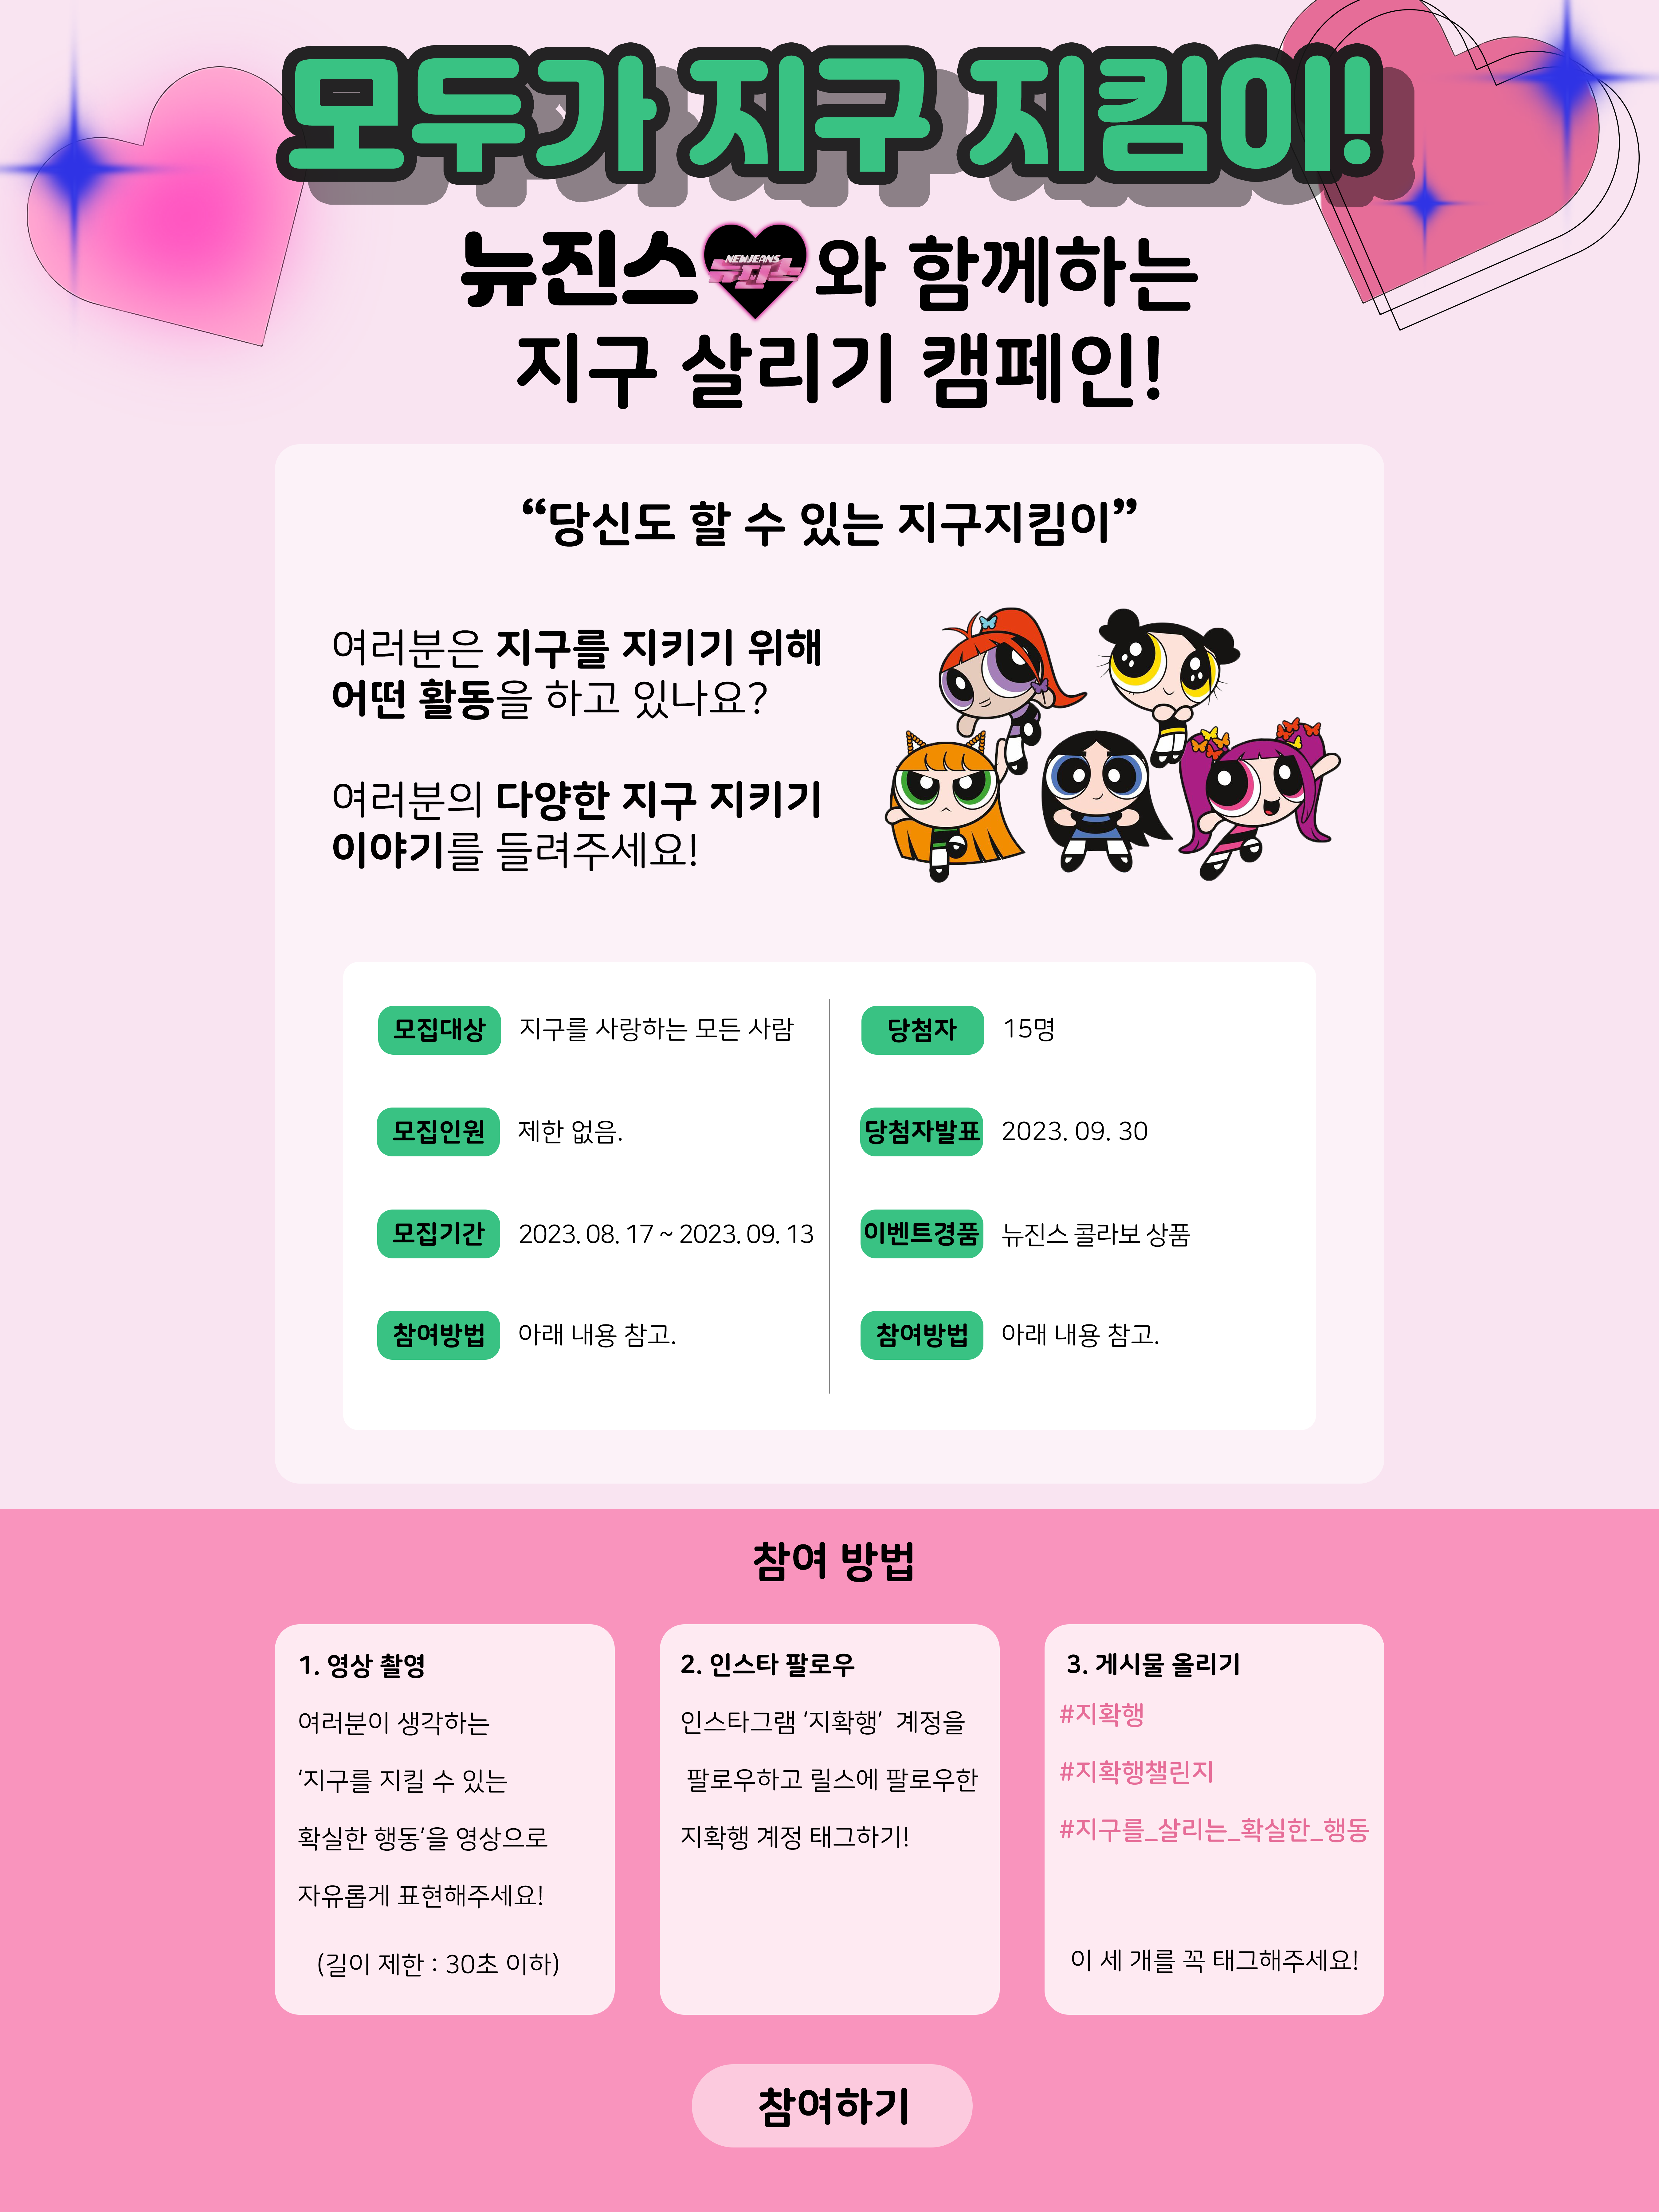 모두가 지구 지킴이!
뉴진스 NEWJEANS 뉴진스 와 함께하는
지구 살리기 캠페인!
“당신도 할 수 있는 지구지킴이”
여러분은 지구를 지키기 위해
어떤 활동을 하고 있나요?
여러분의 다양한 지구 지키기
이야기를 들려주세요!
모집대상 지구를 사랑하는 모든 사람
모집인원 제한 없음.
모집기간 2023. 08. 17 ~ 2023. 09. 13
참여방법 아래 내용 참고.
당첨자 15명
당첨자발표 2023. 09. 30
이벤트경품 뉴진스 콜라보 상품
참여방법 아래 내용 참고.
참여 방법
1. 영상 촬영
여러분이 생각하는
‘지구를 지킬 수 있는
확실한 행동’을 영상으로
자유롭게 표현해주세요!
(길이 제한 : 30초 이하)
2. 인스타 팔로우
인스타그램 ‘지확행’ 계정을
팔로우하고 릴스에 팔로우한
지확행 계정 태그하기!
3. 게시물 올리기
#지확행
#지확행챌린지
#지구를_살리는_확실한_행동
이 세 개를 꼭 태그해주세요!
참여하기